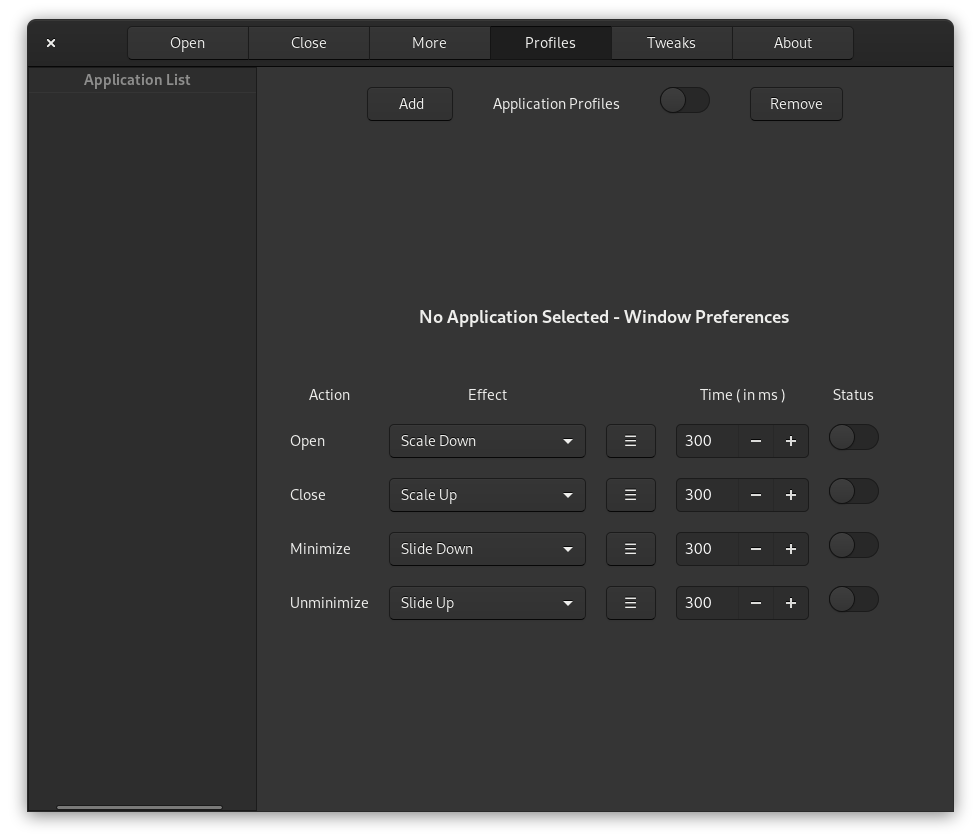 Open Close More Profiles Tweaks About
Application List
Add Application Profiles Remove
No Application Selected - Window Preferences
Action Effect Time ( in ms ) Status
Open Scale Down 300
Close Scale Up 300
Minimize Slide Down 300
Unminimize Slide Up 300